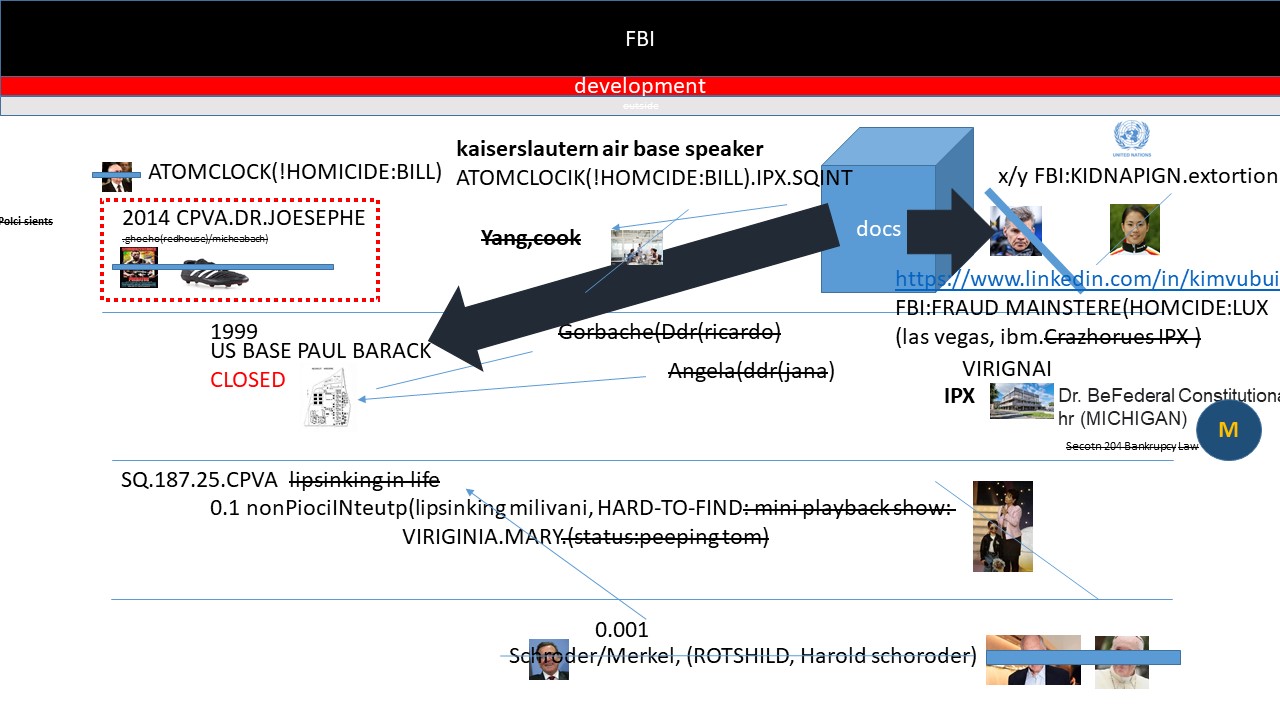 FBI
development
outside
kaiserslautern air base speaker
ATOMCLOCK(!HOMICIDE:BILL)
ATOMCLOCIK(!HOMCIDE:BILL).IPX.SQINT
UNITED NATIONS
x/y FBI:KIDNAPIGN.extortion
Polci sients
2014 CPVA.DR.JOESEPHE
.ghoeho(redhouse)/micheabach)
Yang,cook
docs
https://www.linkedin.com/in/kimvubui
FBI:FRAUD MAINSTERE(HOMCIDE:LUX
(las vegas, ibm.Crazhorues IPX )
1999
US BASE PAUL BARACK
CLOSED
Gorbache(Ddr(ricardo)
Angela(ddr(jana)
VIRIGNAI
IPX
Dr. BeFederal Constitutiona
hr (MICHIGAN)
M
Secotn 204 Bankrupcy Law
SQ.187.25.CPVA lipsinking in life
0.1 nonPiociINteutp(lipsinking milivani, HARD-TO-FIND: mini playback show:
VIRIGINIA.MARY.(status:peeping tom)
0.001
Schroder/Merkel, (ROTSHILD, Harold schoroder)